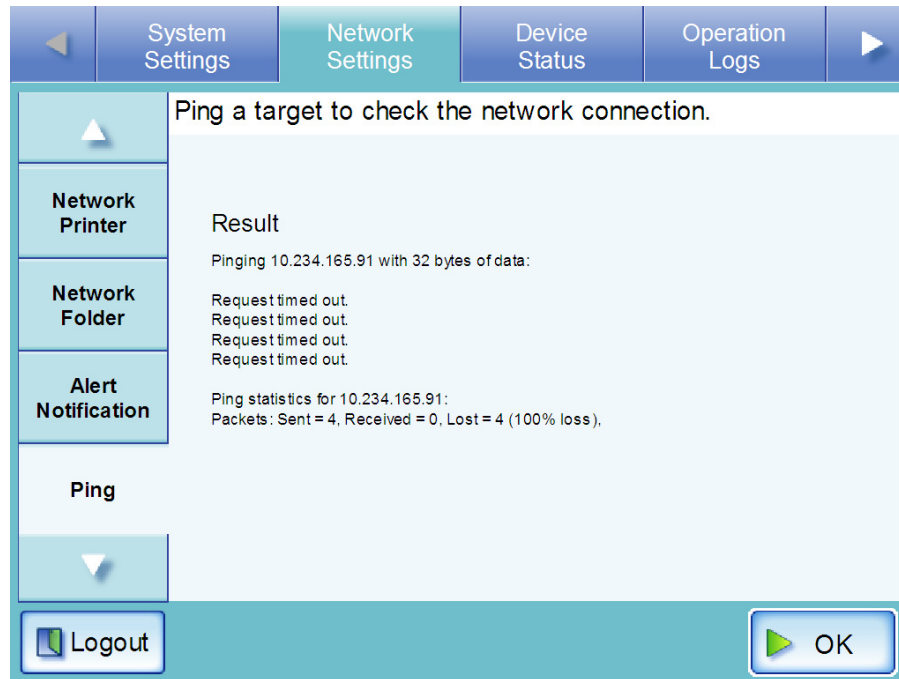 System Settings
Network Settings
Device Status
Operation Logs
Ping a target to check the network connection.
Network Printer
Network Folder
Alert Notification
Ping
Result
Pinging 10.234.165.91 with 32 bytes of data:
Request timed out.
Request timed out.
Request timed out.
Request timed out.
Ping statistics for 10.234.165.91:
Packets: Sent = 4, Received = 0, Lost = 4 (100% loss),
Logout
OK